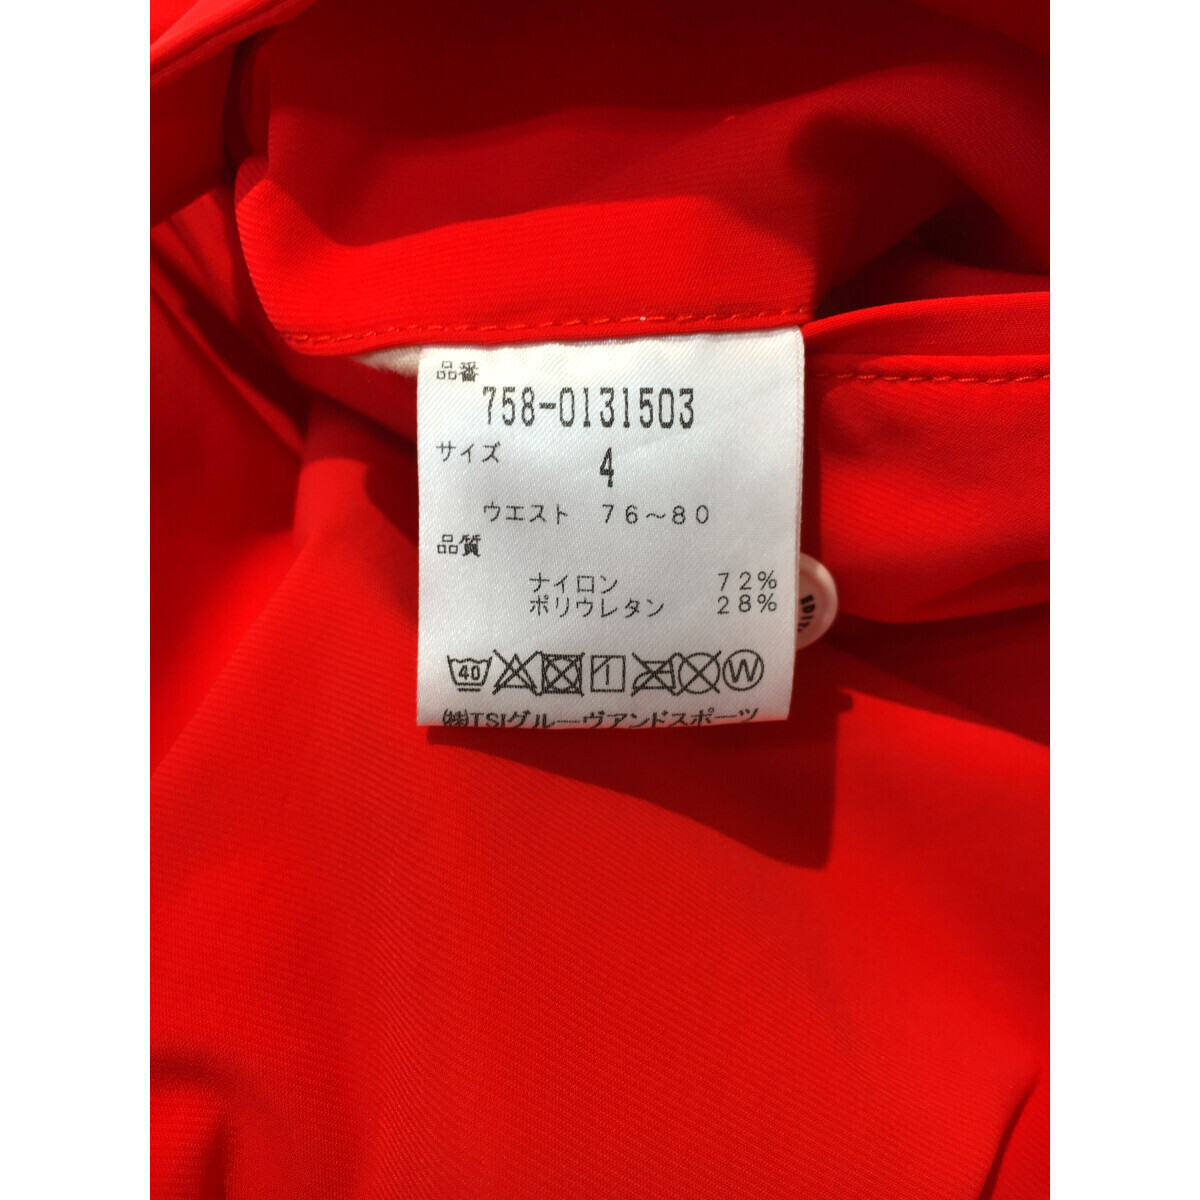 品番
758-0131503
サイズ 4
ウエスト 76～80
品質
ナイロン 72%
ポリウレタン 28%
40 W
(株)TSIグルーヴアンドスポーツ